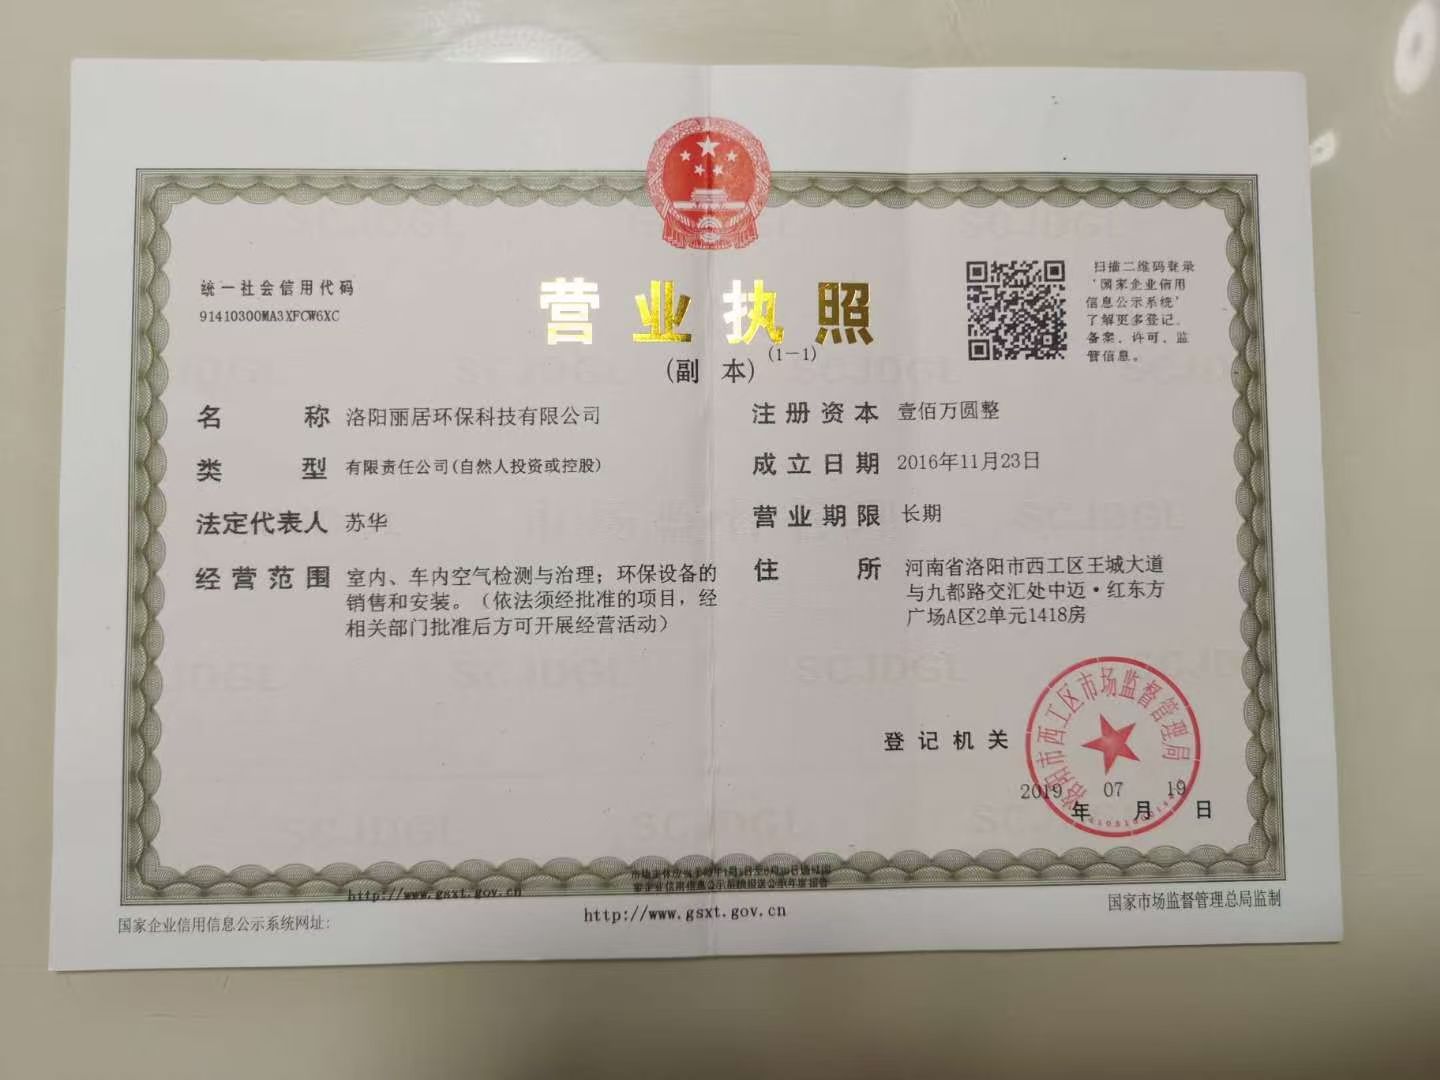 统一社会信用代码
91410300MA3XFCW6XC
营业执照
(副 本)(1-1)
扫描二维码登录
'国家企业信用
信息公示系统'
了解更多登记、
备案、许可、监
管信息。
名 称 洛阳丽居环保科技有限公司
类 型 有限责任公司(自然人投资或控股)
法定代表人 苏华
经营范围 室内、车内空气检测与治理；环保设备的
销售和安装。（依法须经批准的项目，经
相关部门批准后方可开展经营活动）
注册资本 壹佰万圆整
成立日期 2016年11月23日
营业期限 长期
住 所 河南省洛阳市西工区王城大道
与九都路交汇处中迈·红东方
广场A区2单元1418房
登记机关
洛阳市西工区市场监督管理局
2019 年 07 月 19 日
http://www.gsxt.gov.cn
国家企业信用信息公示系统网址:
http://www.gsxt.gov.cn
国家市场监督管理总局监制